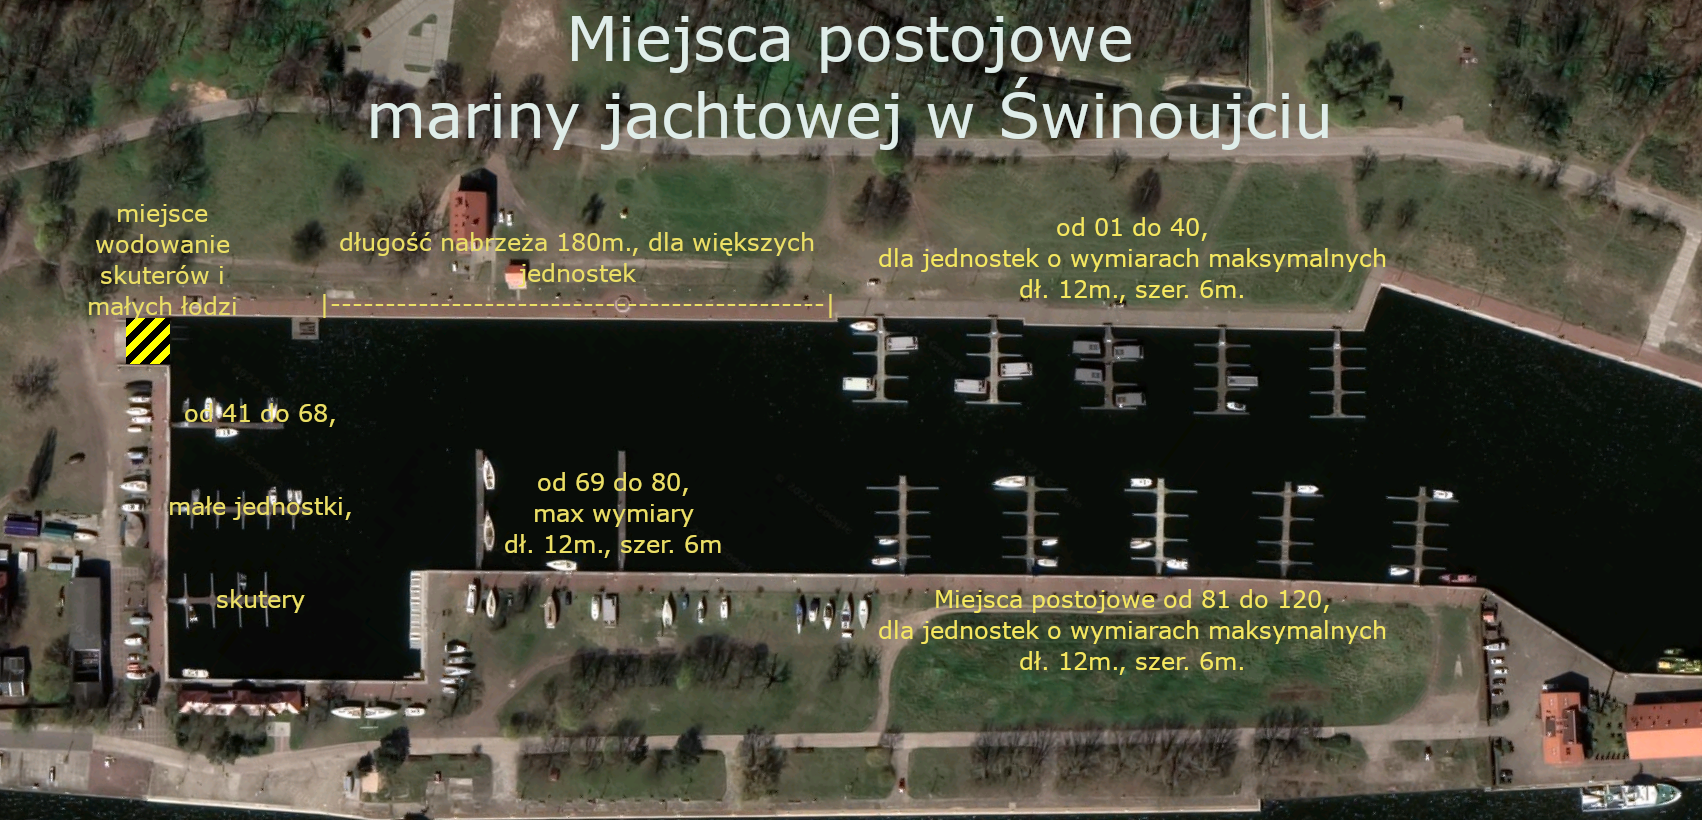 Miejsca postojowe
mariny jachtowej w Świnoujciu
miejsce
wodowanie
skuterów i
małych łodzi
długość nabrzeża 180m., dla większych
jednostek
|---------------------------------------------|
od 01 do 40,
dla jednostek o wymiarach maksymalnych
dł. 12m., szer. 6m.
od 41 do 68,
małe jednostki,
skutery
od 69 do 80,
max wymiary
dł. 12m., szer. 6m
Miejsca postojowe od 81 do 120,
dla jednostek o wymiarach maksymalnych
dł. 12m., szer. 6m.